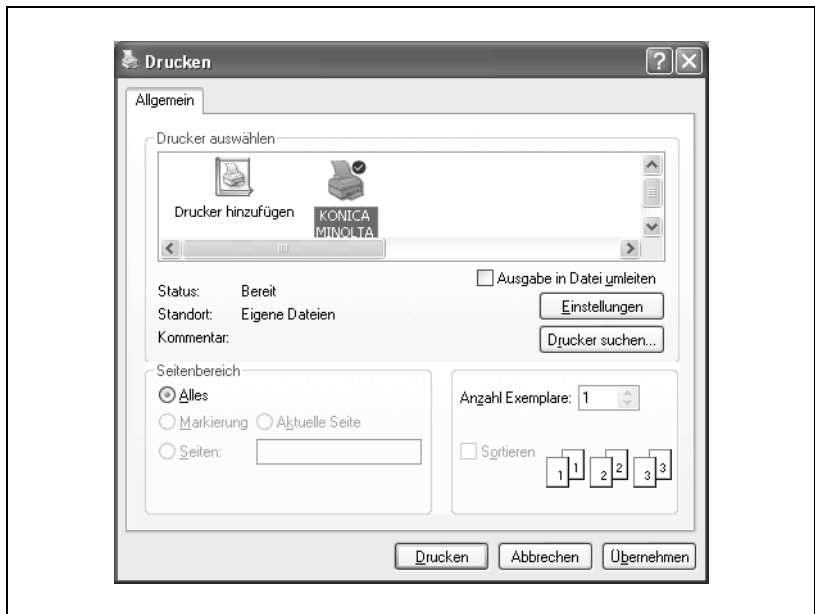 Drucken
Allgemein
Drucker auswählen
Drucker hinzufügen
KONICA
MINOLTA
Ausgabe in Datei umleiten
Status: Bereit
Einstellungen
Standort: Eigene Dateien
Kommentar:
Drucker suchen...
Seitenbereich
Alles
Markierung Aktuelle Seite
Seiten:
Anzahl Exemplare: 1
Sortieren
1 1 2 2 3 3
Drucken Abbrechen Übernehmen